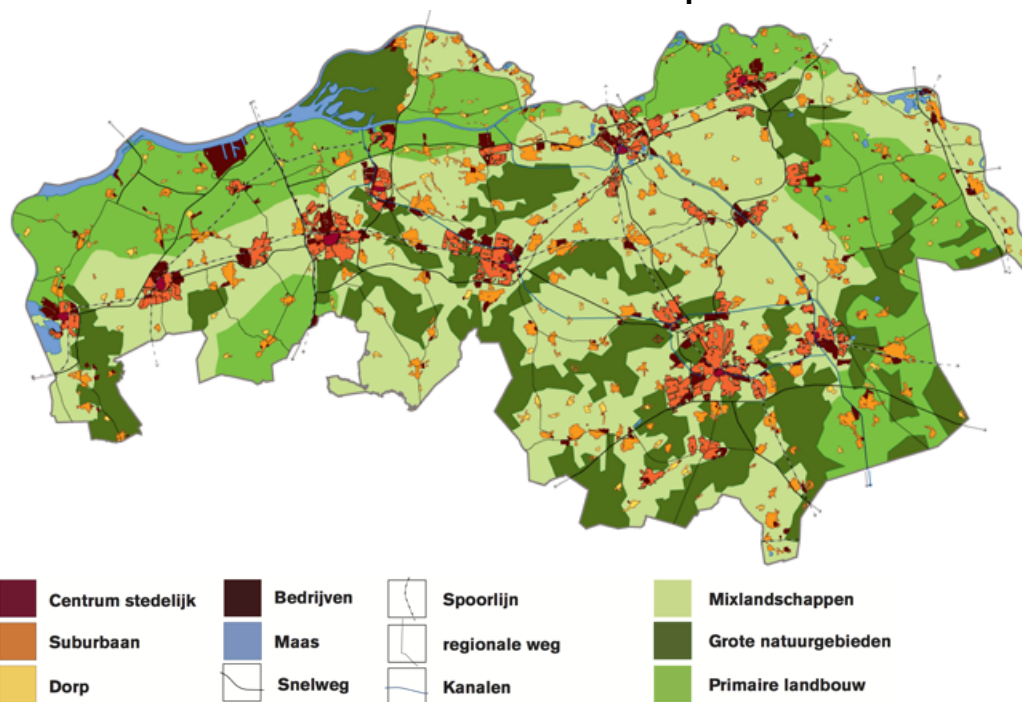 Centrum stedelijk
Suburbaan
Dorp
Bedrijven
Maas
Snelweg
Spoorlijn
regionale weg
Kanalen
Mixlandschappen
Grote natuurgebieden
Primaire landbouw